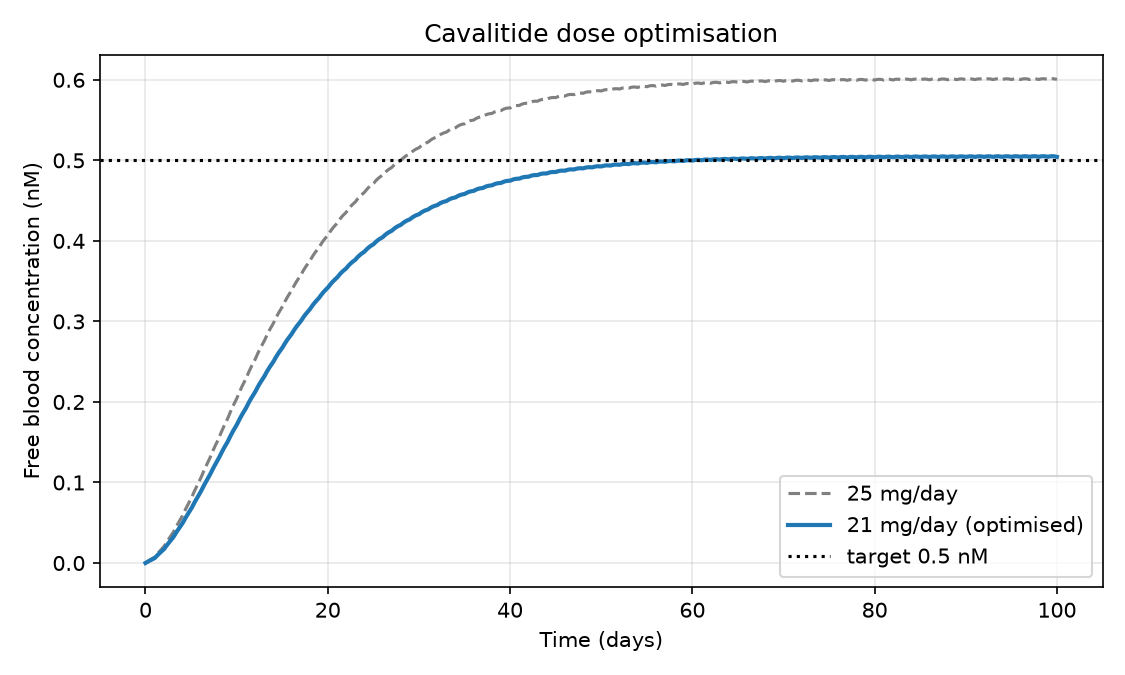 Cavalitide dose optimisation
Free blood concentration (nM)
0.6
0.5
0.4
0.3
0.2
0.1
0.0
25 mg/day
21 mg/day (optimised)
target 0.5 nM
0 20 40 60 80 100
Time (days)